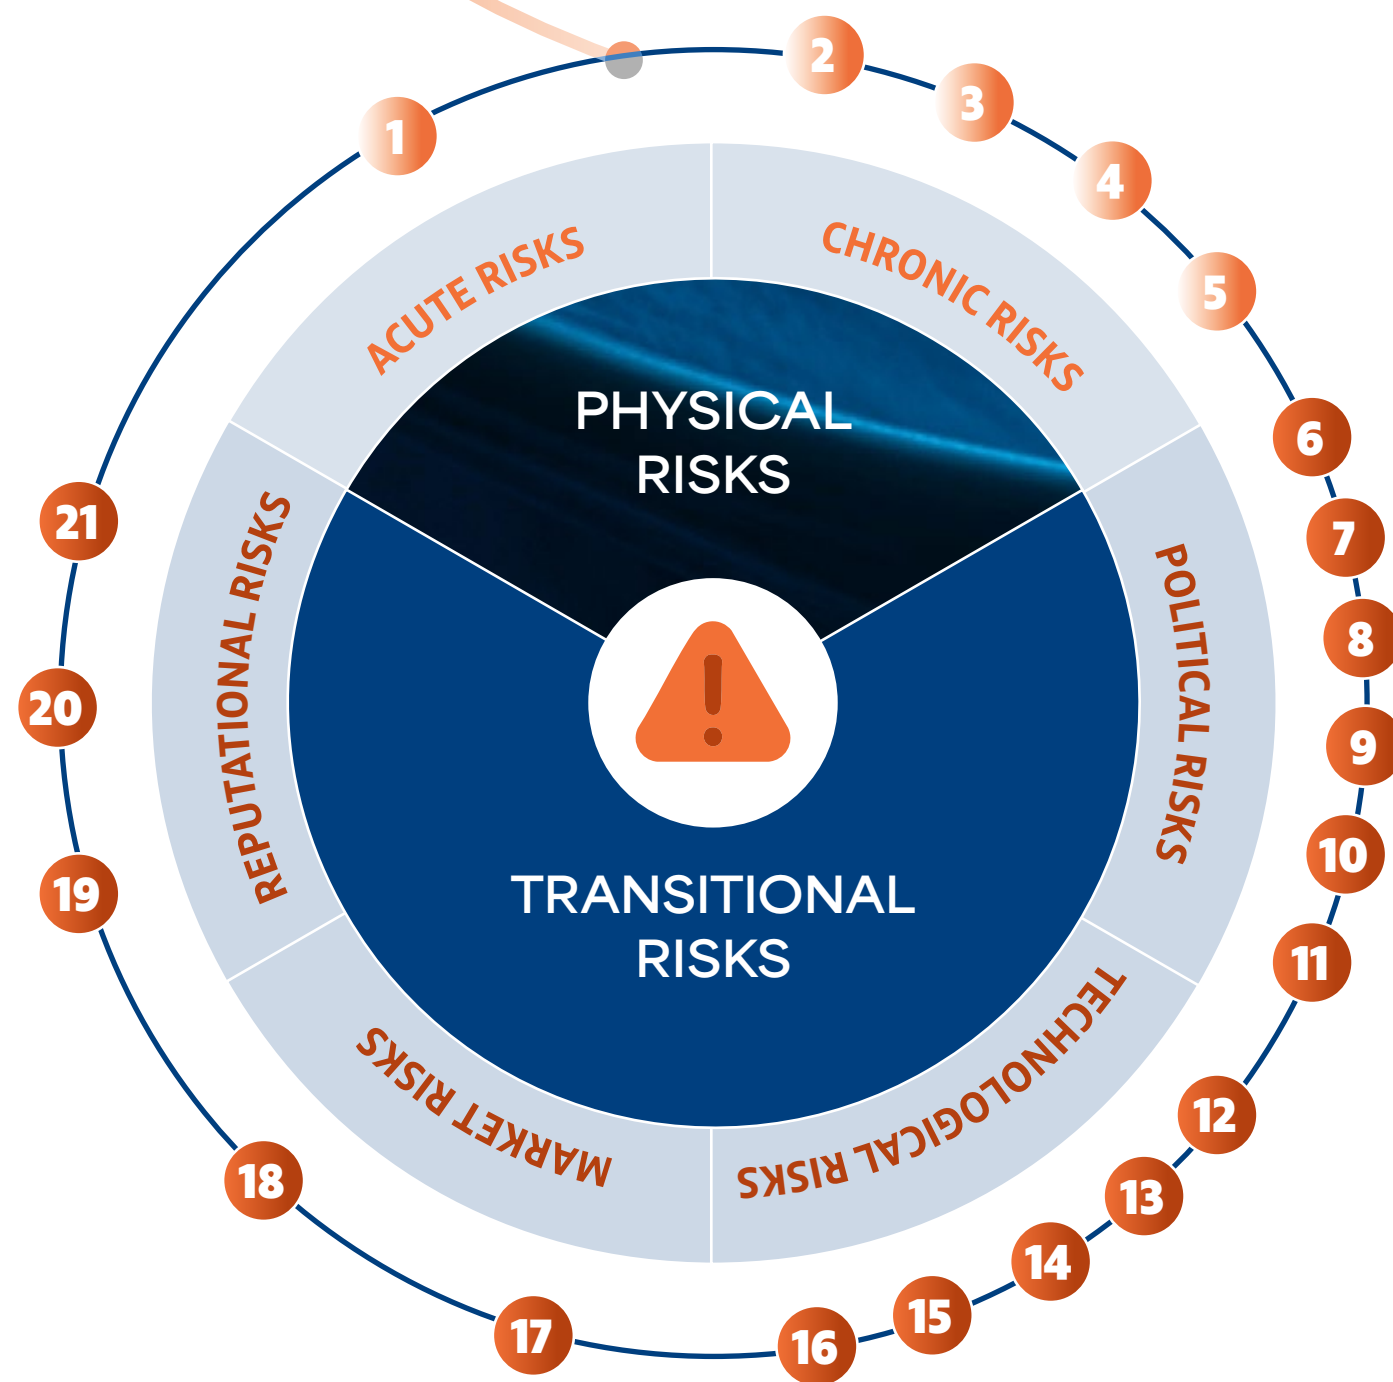 1
2
3
4
5
6
7
8
9
10
11
12
13
14
15
16
17
18
19
20
21
ACUTE RISKS
CHRONIC RISKS
POLITICAL RISKS
TECHNOLOGICAL RISKS
MARKET RISKS
REPUTATIONAL RISKS
PHYSICAL
RISKS
TRANSITIONAL
RISKS